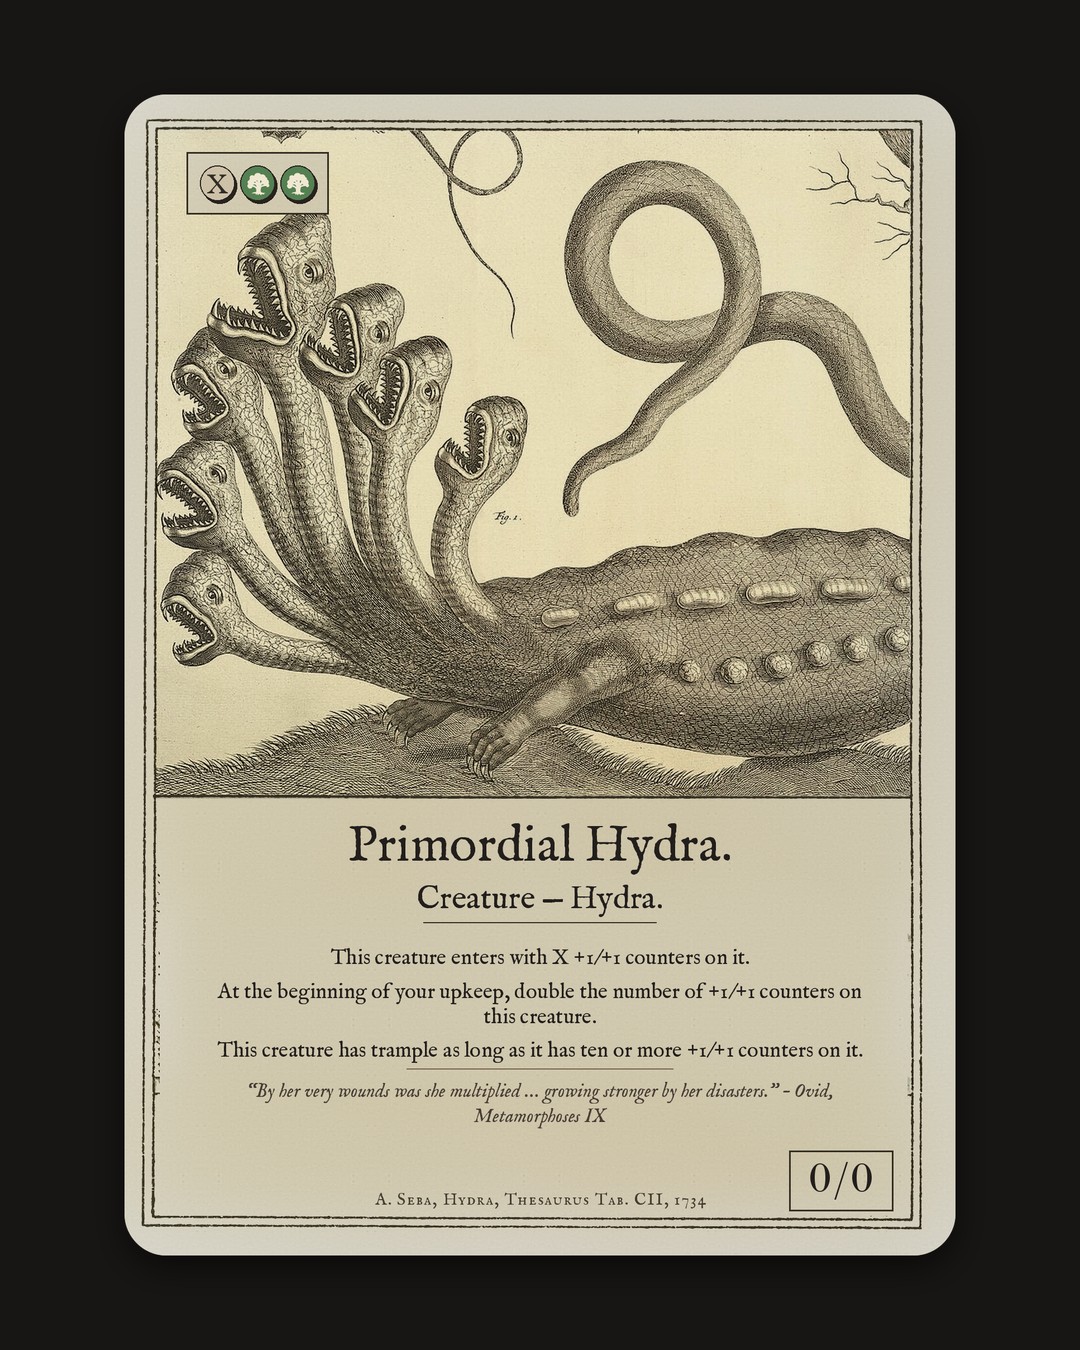 X
Fig. 1.
Primordial Hydra.
Creature – Hydra.
This creature enters with X +1/+1 counters on it.
At the beginning of your upkeep, double the number of +1/+1 counters on
this creature.
This creature has trample as long as it has ten or more +1/+1 counters on it.
“By her very wounds was she multiplied ... growing stronger by her disasters.” – Ovid,
Metamorphoses IX
0/0
A. Seba, Hydra, Thesaurus Tab. CII, 1734